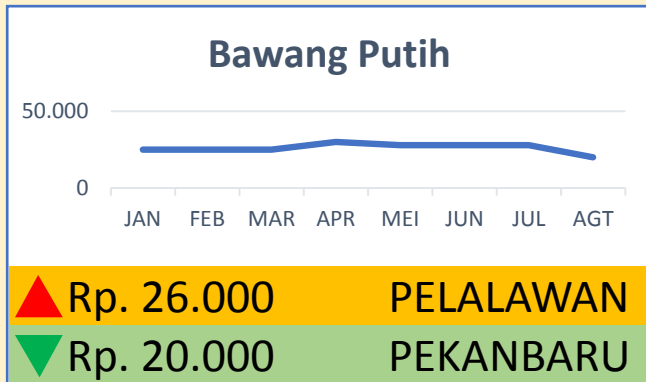 Bawang Putih
50.000
0
JAN FEB MAR APR MEI JUN JUL AGT
Rp. 26.000 PELALAWAN
Rp. 20.000 PEKANBARU